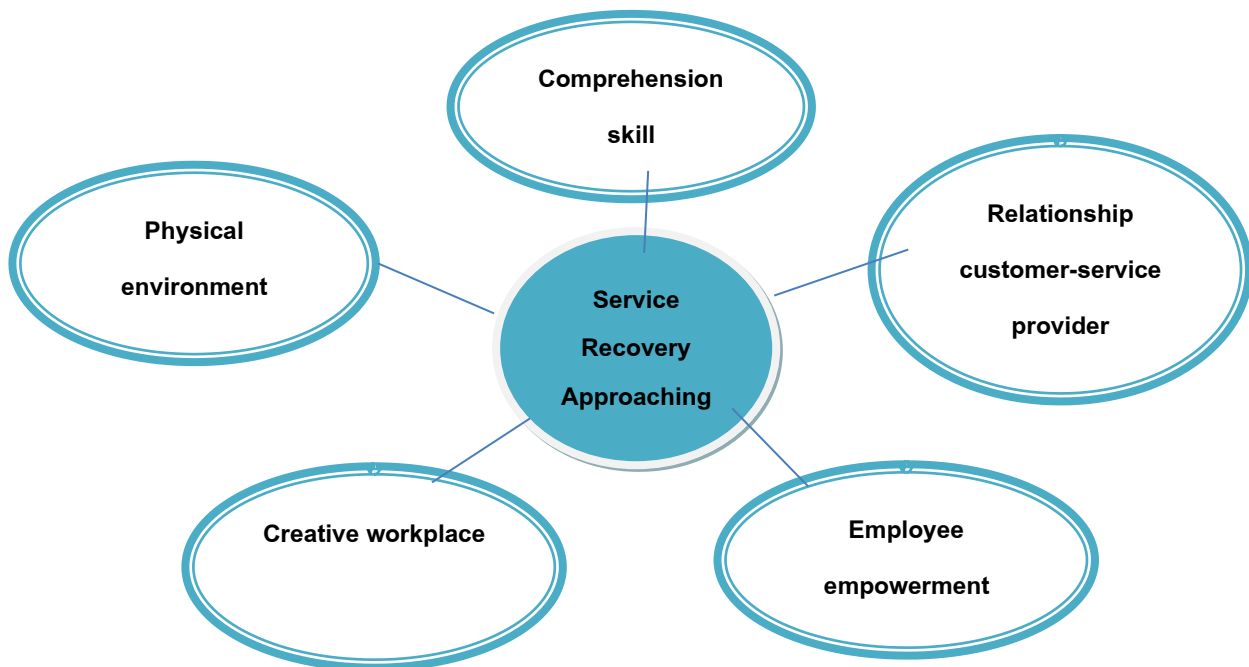 Comprehension
skill
Physical
environment
Relationship
customer-service
provider
Service
Recovery
Approaching
Creative workplace
Employee
empowerment